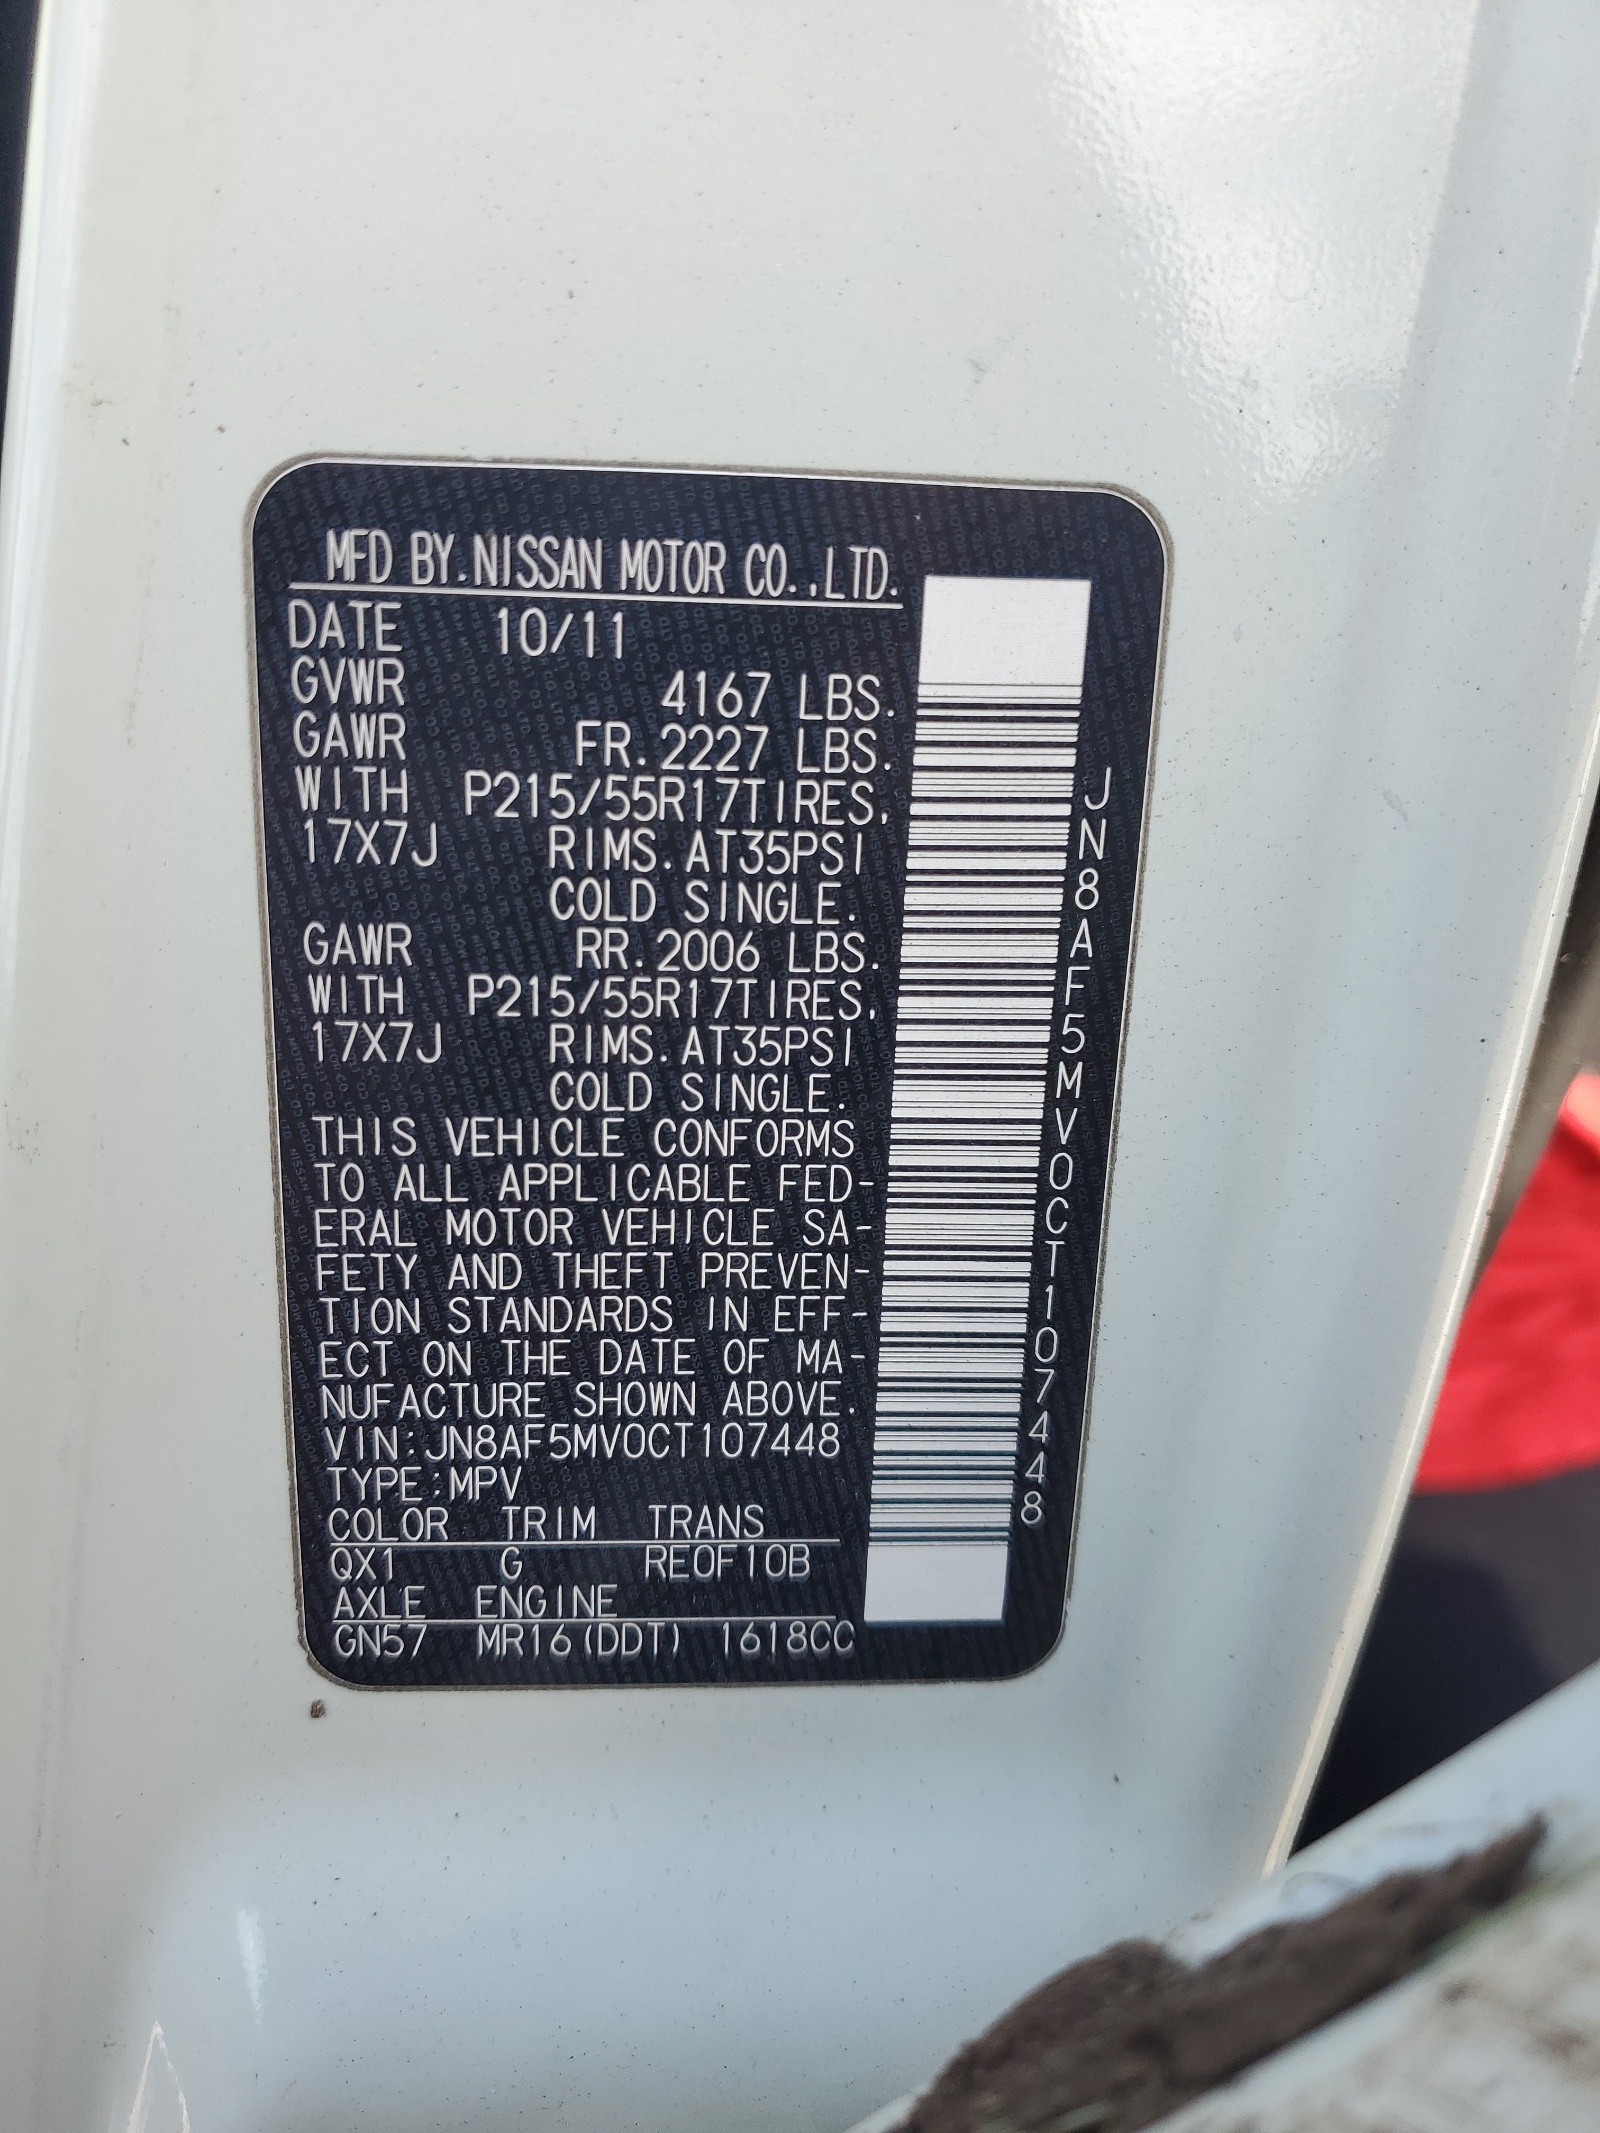 MFD BY.NISSAN MOTOR CO.,LTD.
DATE 10/11
GVWR 4167 LBS.
GAWR FR.2227 LBS.
WITH P215/55R17TIRES,
17X7J RIMS.AT35PSI
COLD SINGLE.
GAWR RR.2006 LBS.
WITH P215/55R17TIRES,
17X7J RIMS.AT35PSI
COLD SINGLE.
THIS VEHICLE CONFORMS
TO ALL APPLICABLE FED-
ERAL MOTOR VEHICLE SA-
FETY AND THEFT PREVEN-
TION STANDARDS IN EFF-
ECT ON THE DATE OF MA-
NUFACTURE SHOWN ABOVE.
VIN:JN8AF5MV0CT107448
TYPE:MPV
COLOR TRIM TRANS
QX1 G RE0F10B
AXLE ENGINE
GN57 MR16(DDT) 1618CC
JN8AF5MV0CT107448